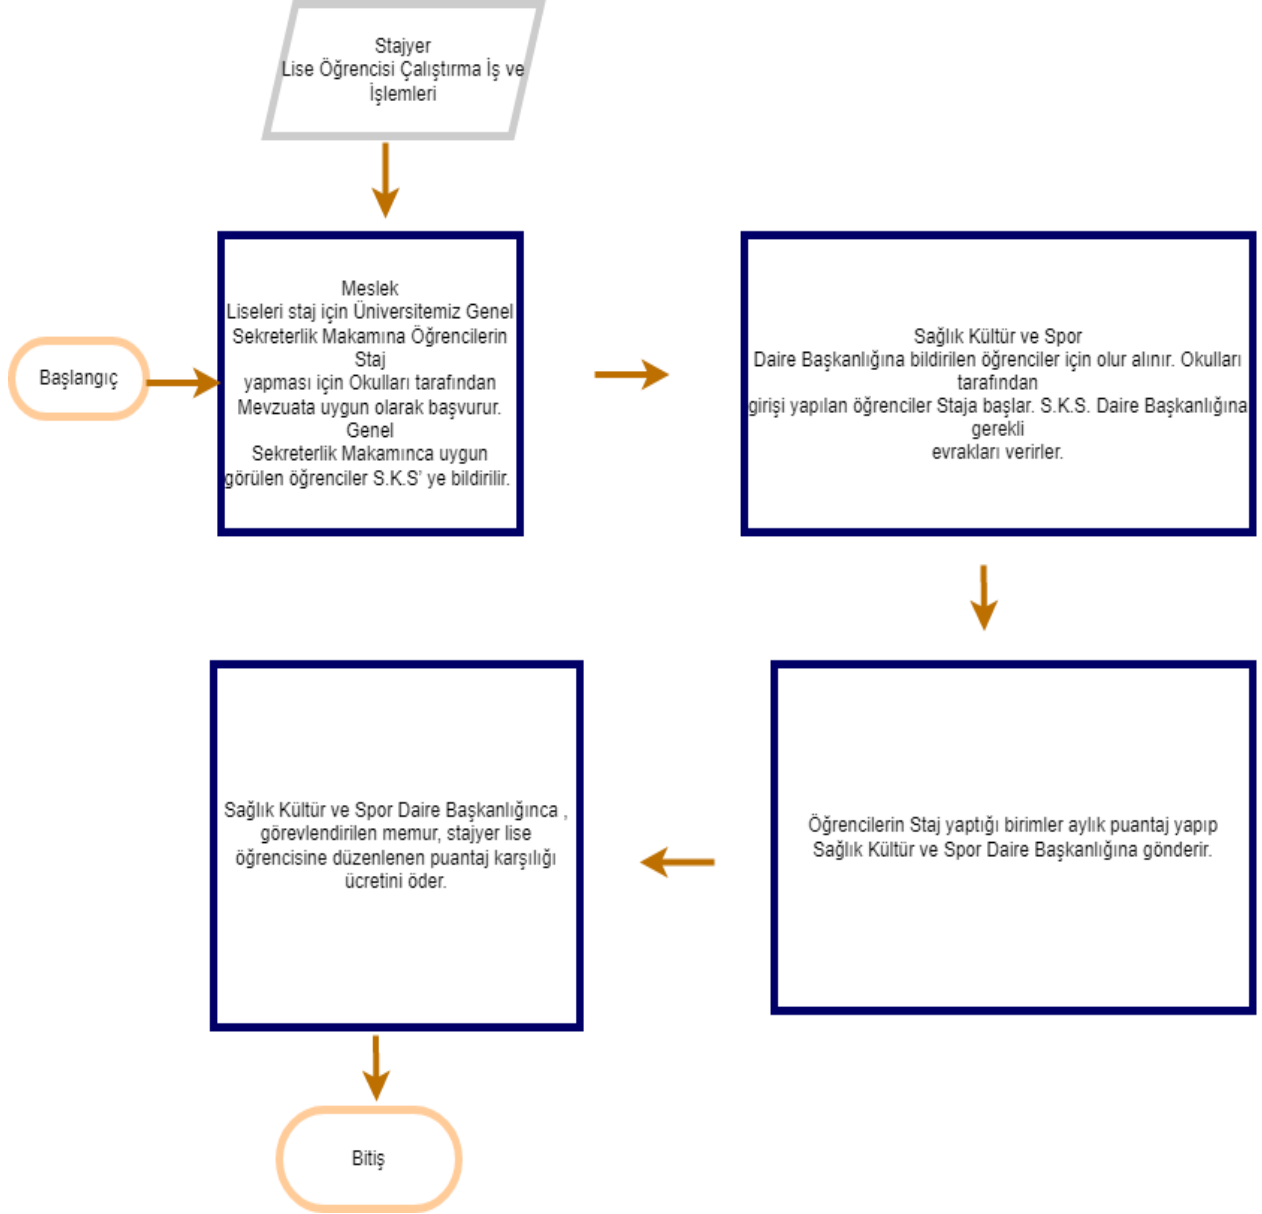 Stajyer
Lise Öğrencisi Çalıştırma İş ve
İşlemleri
Başlangıç
Meslek
Liseleri staj için Üniversitemiz Genel
Sekreterlik Makamına Öğrencilerin
Staj
yapması için Okulları tarafından
Mevzuata uygun olarak başvurur.
Genel
Sekreterlik Makamınca uygun
görülen öğrenciler S.K.S’ ye bildirilir.
Sağlık Kültür ve Spor
Daire Başkanlığına bildirilen öğrenciler için olur alınır. Okulları
tarafından
girişi yapılan öğrenciler Staja başlar. S.K.S. Daire Başkanlığına
gerekli
evrakları verirler.
Öğrencilerin Staj yaptığı birimler aylık puantaj yapıp
Sağlık Kültür ve Spor Daire Başkanlığına gönderir.
Sağlık Kültür ve Spor Daire Başkanlığınca ,
görevlendirilen memur, stajyer lise
öğrencisine düzenlenen puantaj karşılığı
ücretini öder.
Bitiş